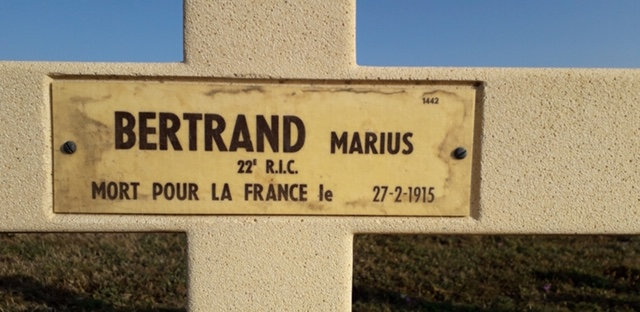 1442
BERTRAND MARIUS
22E R.I.C.
MORT POUR LA FRANCE le 27-2-1915